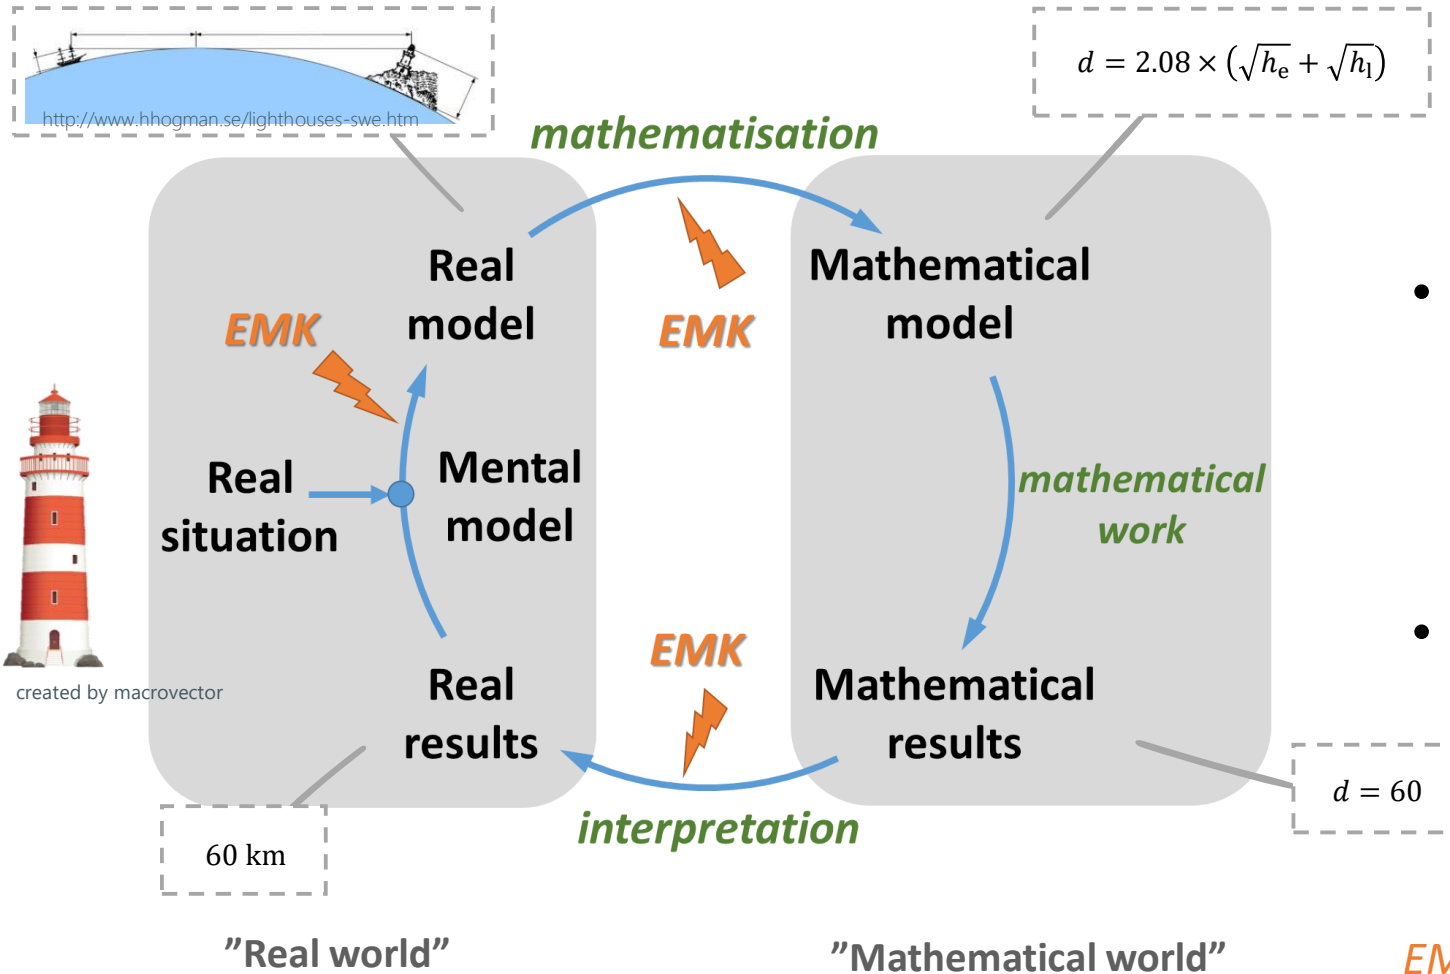 http://www.hhogman.se/lighthouses-swe.htm
d = 2.08 × (√hₑ + √hₗ)
mathematisation
Real
model
Mathematical
model
EMK
EMK
•
Real
situation
Mental
model
mathematical
work
EMK
•
created by macrovector
Real
results
Mathematical
results
d = 60
interpretation
60 km
”Real world”
”Mathematical world”